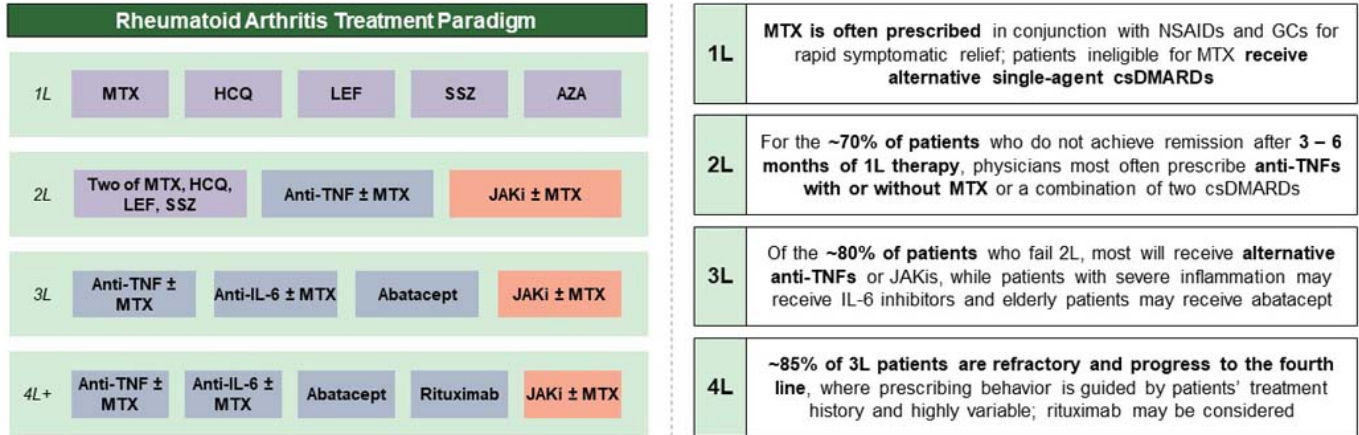 Rheumatoid Arthritis Treatment Paradigm
1L
MTX
HCQ
LEF
SSZ
AZA
2L
Two of MTX, HCQ,
LEF, SSZ
Anti-TNF ± MTX
JAKi ± MTX
3L
Anti-TNF ±
MTX
Anti-IL-6 ± MTX
Abatacept
JAKi ± MTX
4L+
Anti-TNF ±
MTX
Anti-IL-6 ±
MTX
Abatacept
Rituximab
JAKi ± MTX
1L
MTX is often prescribed in conjunction with NSAIDs and GCs for
rapid symptomatic relief; patients ineligible for MTX receive
alternative single-agent csDMARDs
2L
For the ~70% of patients who do not achieve remission after 3 – 6
months of 1L therapy, physicians most often prescribe anti-TNFs
with or without MTX or a combination of two csDMARDs
3L
Of the ~80% of patients who fail 2L, most will receive alternative
anti-TNFs or JAKis, while patients with severe inflammation may
receive IL-6 inhibitors and elderly patients may receive abatacept
4L
~85% of 3L patients are refractory and progress to the fourth
line, where prescribing behavior is guided by patients' treatment
history and highly variable; rituximab may be considered